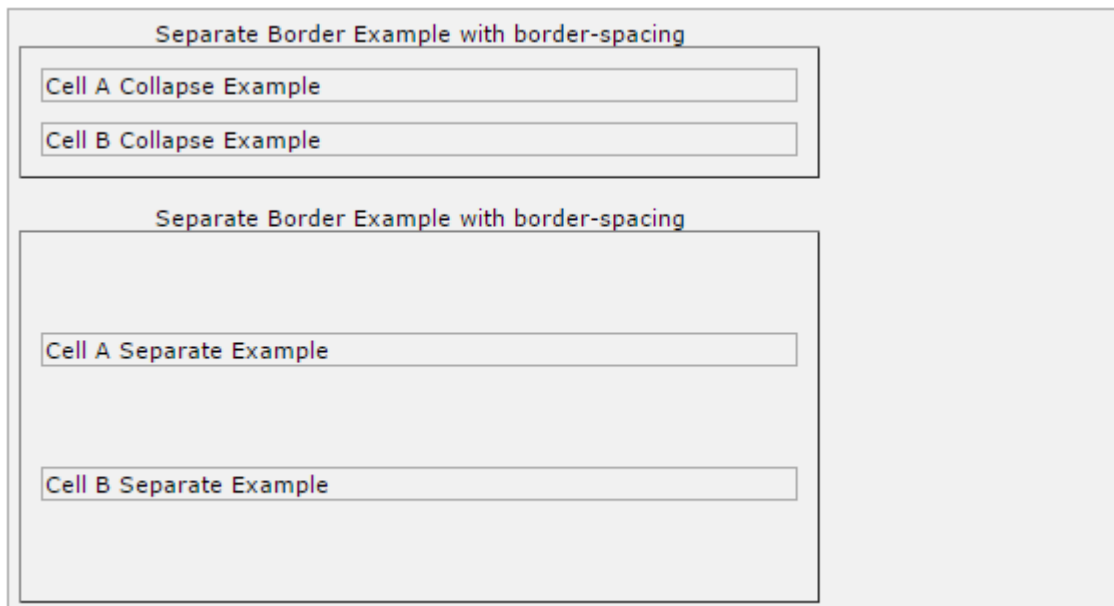 Separate Border Example with border-spacing
Cell A Collapse Example
Cell B Collapse Example
Separate Border Example with border-spacing
Cell A Separate Example
Cell B Separate Example